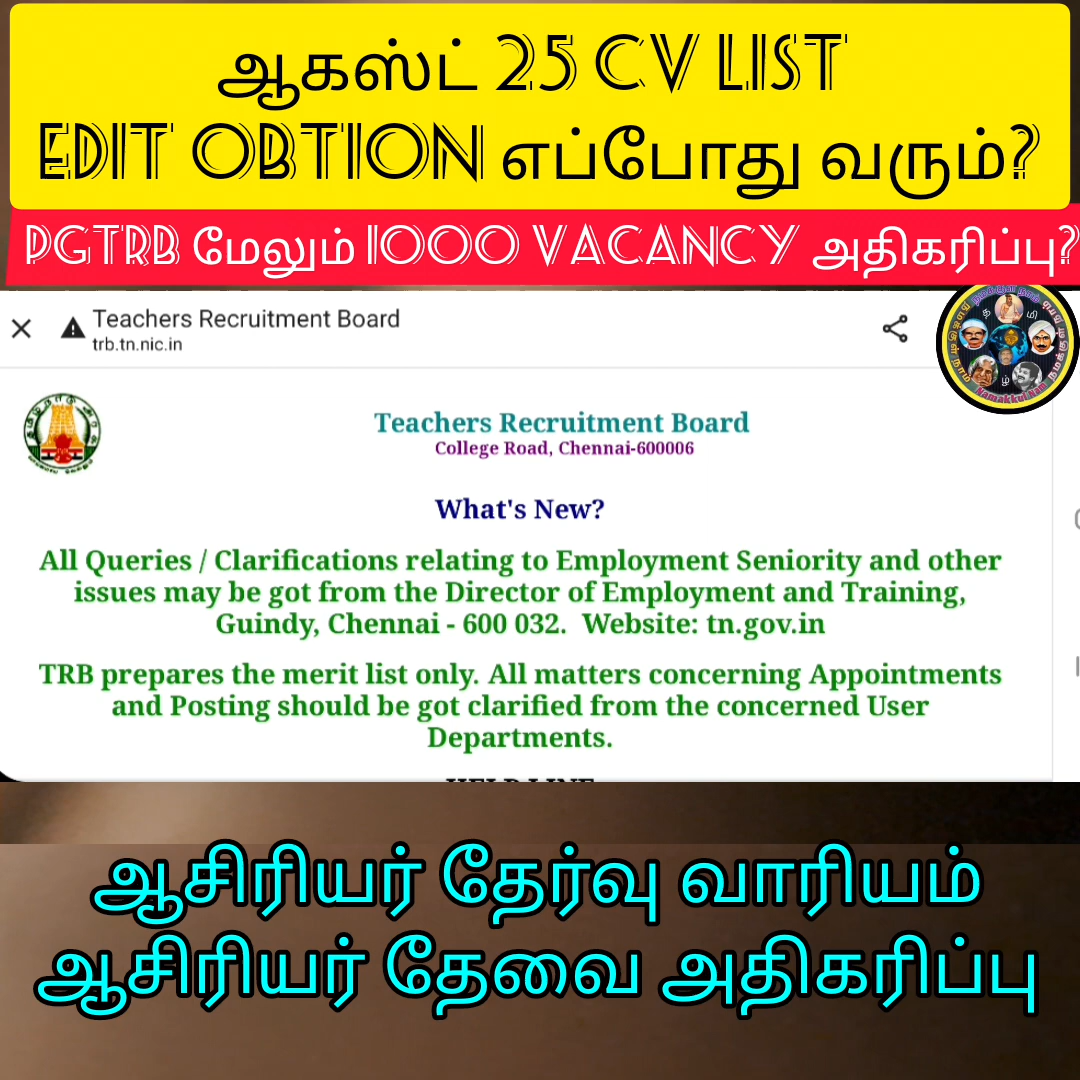 ஆகஸ்ட் 25 CV LIST
EDIT OBTION எப்போது வரும்?
PGTRB மேலும் 1000 VACANCY அதிகரிப்பு?
Teachers Recruitment Board
trb.tn.nic.in
Teachers Recruitment Board
College Road, Chennai-600006
What's New?
All Queries / Clarifications relating to Employment Seniority and other
issues may be got from the Director of Employment and Training,
Guindy, Chennai - 600 032. Website: tn.gov.in
TRB prepares the merit list only. All matters concerning Appointments
and Posting should be got clarified from the concerned User
Departments.
HELP LINE
ஆசிரியர் தேர்வு வாரியம்
ஆசிரியர் தேவை அதிகரிப்பு